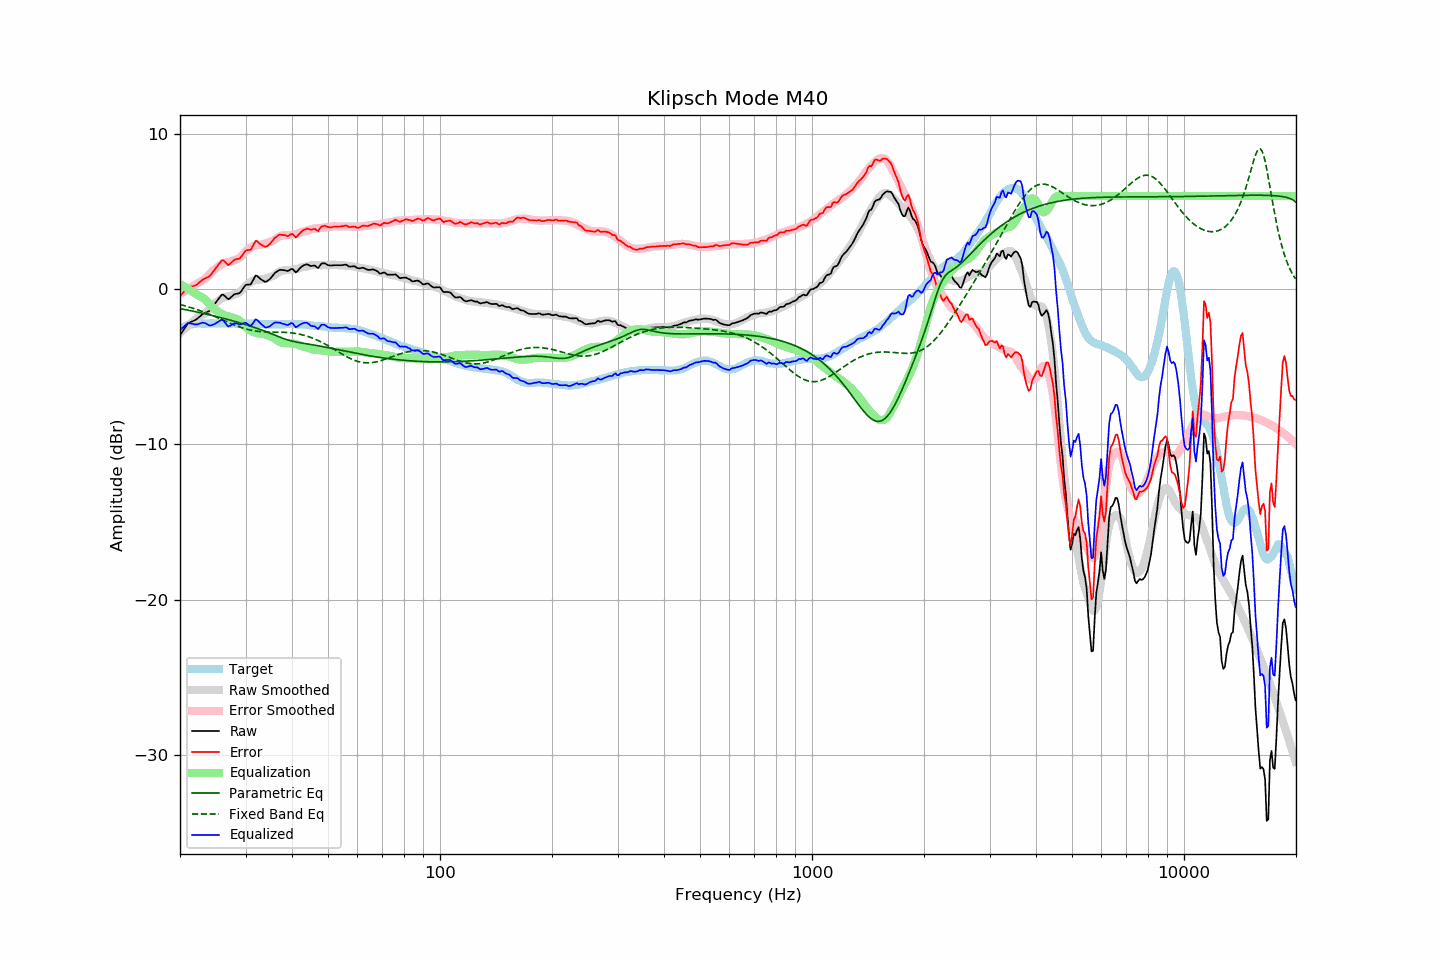 Klipsch Mode M40
10
0
−10
−20
−30
Amplitude (dBr)
Target
Raw Smoothed
Error Smoothed
Raw
Error
Equalization
Parametric Eq
Fixed Band Eq
Equalized
100
1000
10000
Frequency (Hz)